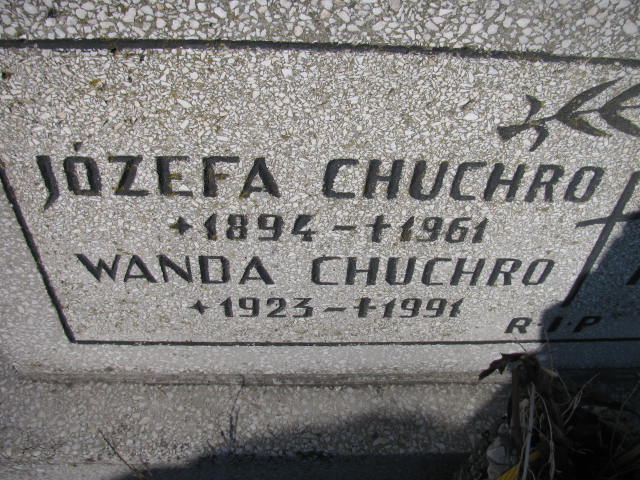 JÓZEFA CHUCHRO
★1894-✝1961
WANDA CHUCHRO
★1923-✝1991
R·I·P